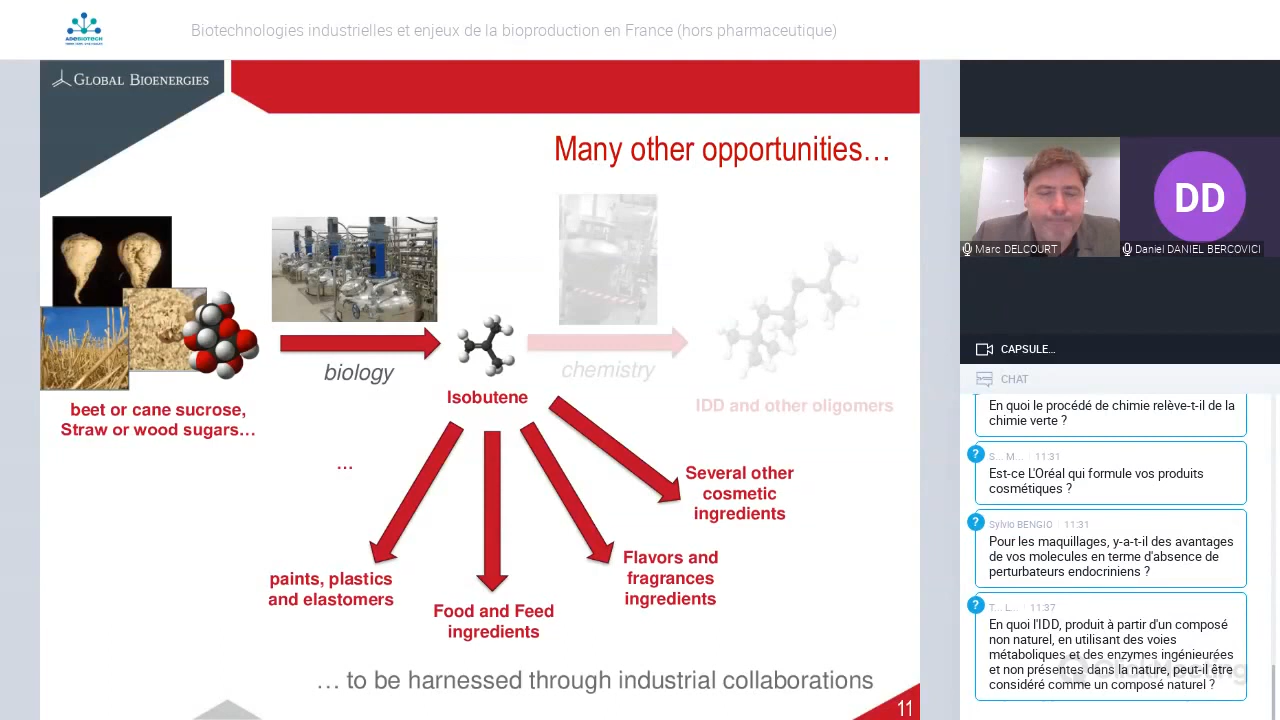 ADEBIOTECH
Biotechnologies industrielles et enjeux de la bioproduction en France (hors pharmaceutique)
GLOBAL BIOENERGIES
Many other opportunities…
biology
chemistry
Isobutene
IDD and other oligomers
beet or cane sucrose,
Straw or wood sugars…
...
Several other
cosmetic
ingredients
Flavors and
fragrances
ingredients
paints, plastics
and elastomers
Food and Feed
ingredients
… to be harnessed through industrial collaborations
11
DD
Marc DELCOURT
Daniel DANIEL BERCOVICI
CAPSULE...
CHAT
En quoi le procédé de chimie relève-t-il de la
chimie verte ?
? S... M... 11:31
Est-ce L'Oréal qui formule vos produits
cosmétiques ?
? Sylvio BENGIO 11:31
Pour les maquillages, y-a-t-il des avantages
de vos molecules en terme d'absence de
perturbateurs endocriniens ?
? T... L... 11:37
En quoi l'IDD, produit à partir d'un composé
non naturel, en utilisant des voies
métaboliques et des enzymes ingénieurées
et non présentes dans la nature, peut-il être
considéré comme un composé naturel ?
ClickMeeting